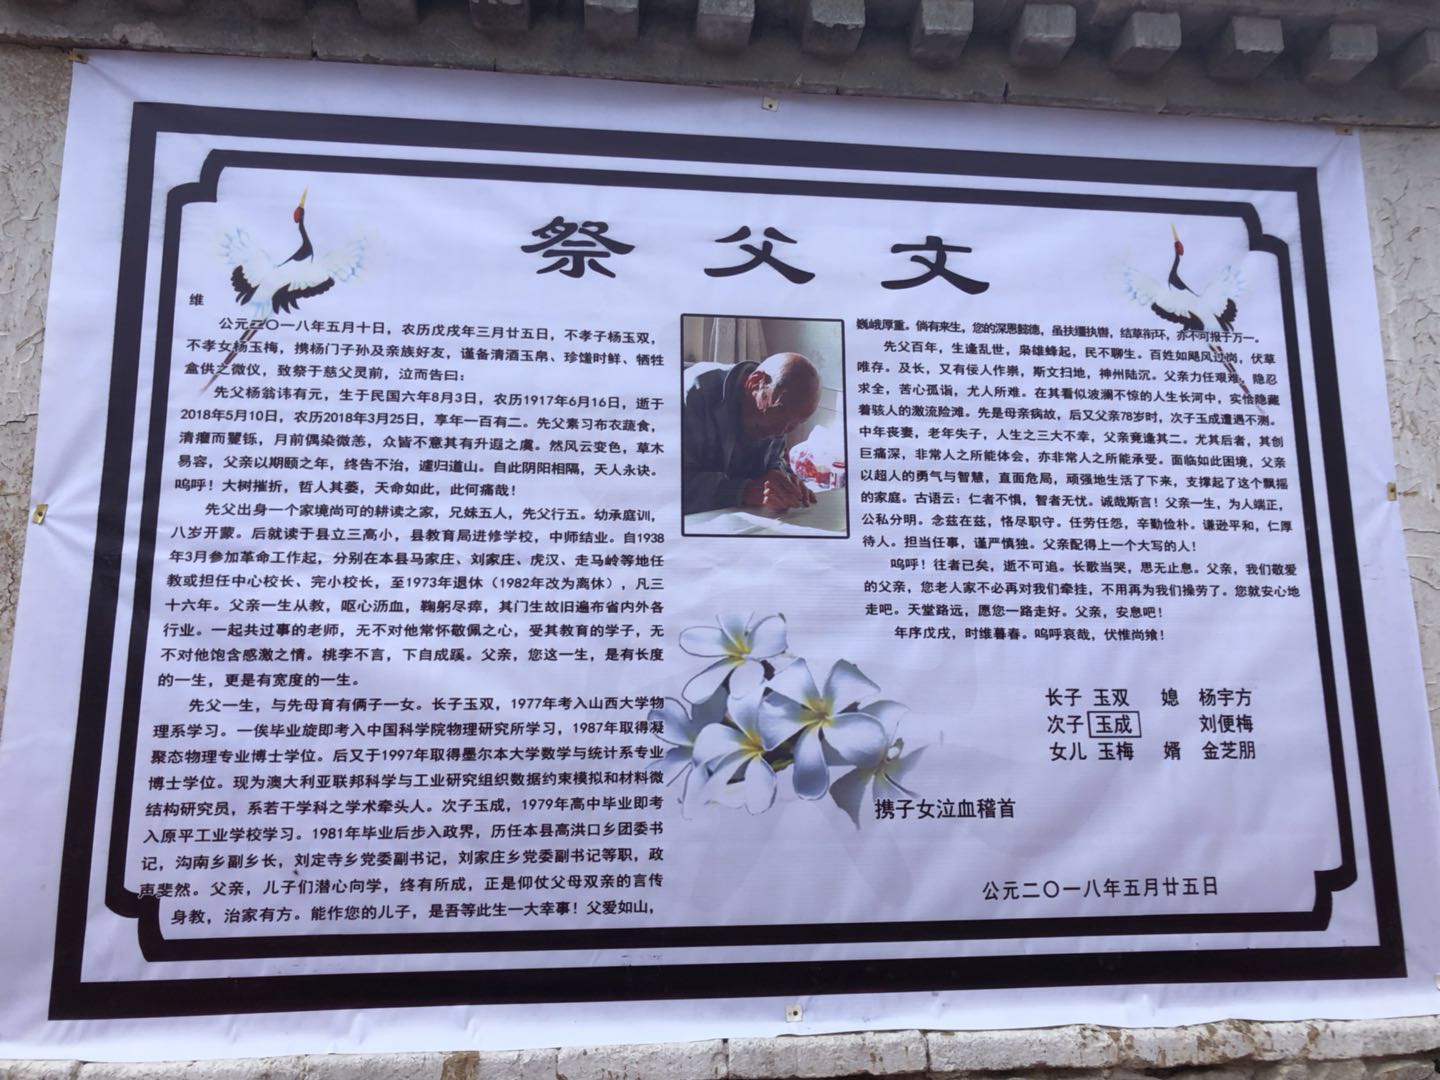 祭父文
维
公元二〇一八年五月十日，农历戊戌年三月廿五日，不孝子杨玉双，
不孝女杨玉梅，携杨门子孙及亲族好友，谨备清酒玉帛、珍馐时鲜、牺牲
盒供之微仪，致祭于慈父灵前，泣而告曰：
先父杨翁讳有元，生于民国六年8月3日，农历1917年6月16日，逝于
2018年5月10日，农历2018年3月25日，享年一百有二。先父素习布衣蔬食，
清癯而矍铄，月前偶染微恙，众皆不意其有升遐之虞。然风云变色，草木
易容，父亲以期颐之年，终告不治，遽归道山。自此阴阳相隔，天人永诀。
呜呼！大树摧折，哲人其萎，天命如此，此何痛哉！
先父出身一个家境尚可的耕读之家，兄妹五人，先父行五。幼承庭训，
八岁开蒙。后就读于县立三高小，县教育局进修学校，中师结业。自1938
年3月参加革命工作起，分别在本县马家庄、刘家庄、虎汉、走马岭等地任
教或担任中心校长、完小校长，至1973年退休（1982年改为离休），凡三
十六年。父亲一生从教，呕心沥血，鞠躬尽瘁，其门生故旧遍布省内外各
行业。一起共过事的老师，无不对他常怀敬佩之心，受其教育的学子，无
不对他饱含感激之情。桃李不言，下自成蹊。父亲，您这一生，是有长度
的一生，更是有宽度的一生。
先父一生，与先母育有俩子一女。长子玉双，1977年考入山西大学物
理系学习。一俟毕业旋即考入中国科学院物理研究所学习，1987年取得凝
聚态物理专业博士学位。后又于1997年取得墨尔本大学数学与统计系专业
博士学位。现为澳大利亚联邦科学与工业研究组织数据约束模拟和材料微
结构研究员，系若干学科之学术牵头人。次子玉成，1979年高中毕业即考
入原平工业学校学习。1981年毕业后步入政界，历任本县高洪口乡团委书
记，沟南乡副乡长，刘定寺乡党委副书记，刘家庄乡党委副书记等职，政
声斐然。父亲，儿子们潜心向学，终有所成，正是仰仗父母双亲的言传
身教，治家有方。能作您的儿子，是吾等此生一大幸事！父爱如山，
巍峨厚重。倘有来生，您的深恩懿德，虽扶缰执辔，结草衔环，亦不可报于万一。
先父百年，生逢乱世，枭雄蜂起，民不聊生。百姓如飓风过岗，伏草
唯存。及长，又有佞人作祟，斯文扫地，神州陆沉。父亲力任艰难，隐忍
求全，苦心孤诣，尤人所难。在其看似波澜不惊的人生长河中，实恰隐藏
着骇人的激流险滩。先是母亲病故，后又父亲78岁时，次子玉成遭遇不测。
中年丧妻，老年失子，人生之三大不幸，父亲竟逢其二。尤其后者，其创
巨痛深，非常人之所能体会，亦非常人之所能承受。面临如此困境，父亲
以超人的勇气与智慧，直面危局，顽强地生活了下来，支撑起了这个飘摇
的家庭。古语云：仁者不惧，智者无忧。诚哉斯言！父亲一生，为人端正，
公私分明。念兹在兹，恪尽职守。任劳任怨，辛勤俭朴。谦逊平和，仁厚
待人。担当任事，谨严慎独。父亲配得上一个大写的人！
呜呼！往者已矣，逝不可追。长歌当哭，思无止息。父亲，我们敬爱
的父亲，您老人家不必再对我们牵挂，不用再为我们操劳了。您就安心地
走吧。天堂路远，愿您一路走好。父亲，安息吧！
年序戊戌，时维暮春。呜呼哀哉，伏惟尚飨！
长子 玉双 媳 杨宇方
次子 玉成 刘便梅
女儿 玉梅 婿 金芝朋
携子女泣血稽首
公元二〇一八年五月廿五日